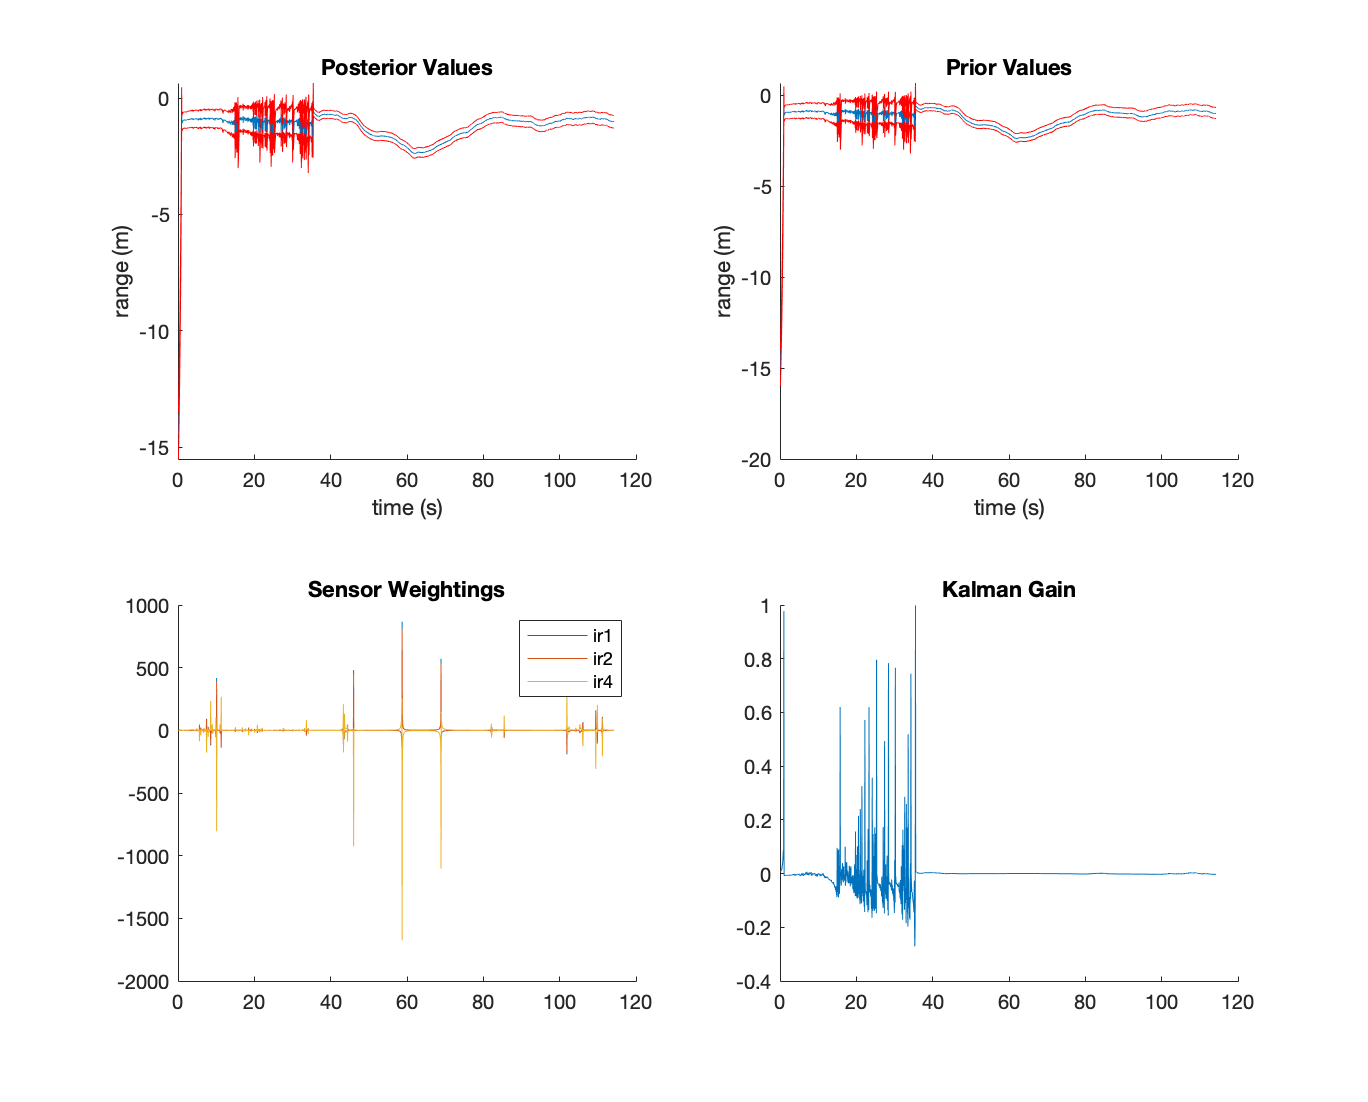 Posterior Values
0
-5
-10
-15
range (m)
0 20 40 60 80 100 120
time (s)
Prior Values
0
-5
-10
-15
-20
range (m)
0 20 40 60 80 100 120
time (s)
Sensor Weightings
1000
500
0
-500
-1000
-1500
-2000
ir1
ir2
ir4
0 20 40 60 80 100 120
Kalman Gain
1
0.8
0.6
0.4
0.2
0
-0.2
-0.4
0 20 40 60 80 100 120